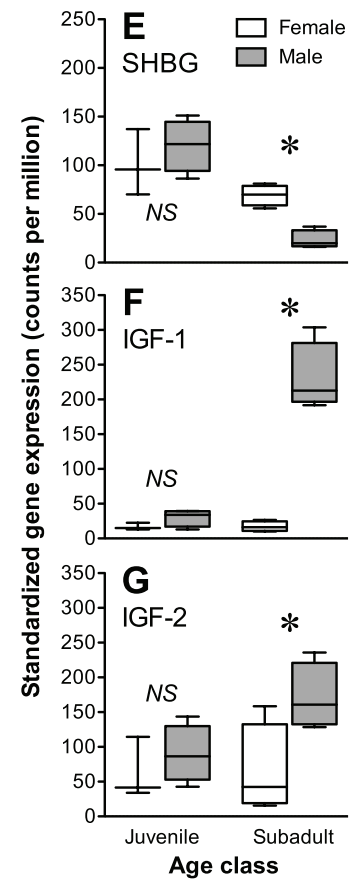 Standardized gene expression (counts per million)
E
SHBG
Female
Male
250
200
150
100
50
0
NS
*
F
IGF-1
350
300
250
200
150
100
50
0
NS
*
G
IGF-2
350
300
250
200
150
100
50
0
NS
*
Juvenile Subadult
Age class